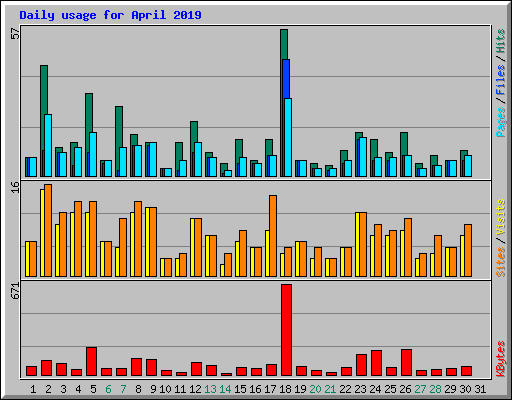 Daily usage for April 2019
57
Pages / Files / Hits
16
Sites / Visits
671
KBytes
1 2 3 4 5 6 7 8 9 10 11 12 13 14 15 16 17 18 19 20 21 22 23 24 25 26 27 28 29 30 31